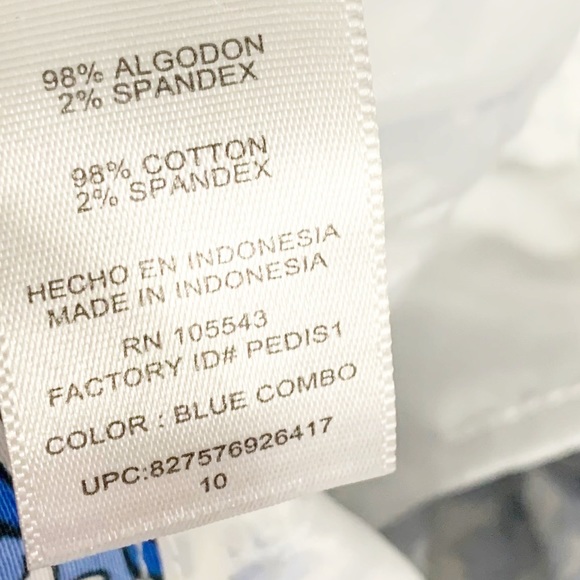 98% ALGODON
2% SPANDEX
98% COTTON
2% SPANDEX
HECHO EN INDONESIA
MADE IN INDONESIA
RN 105543
FACTORY ID# PEDIS1
COLOR : BLUE COMBO
UPC:827576926417
10